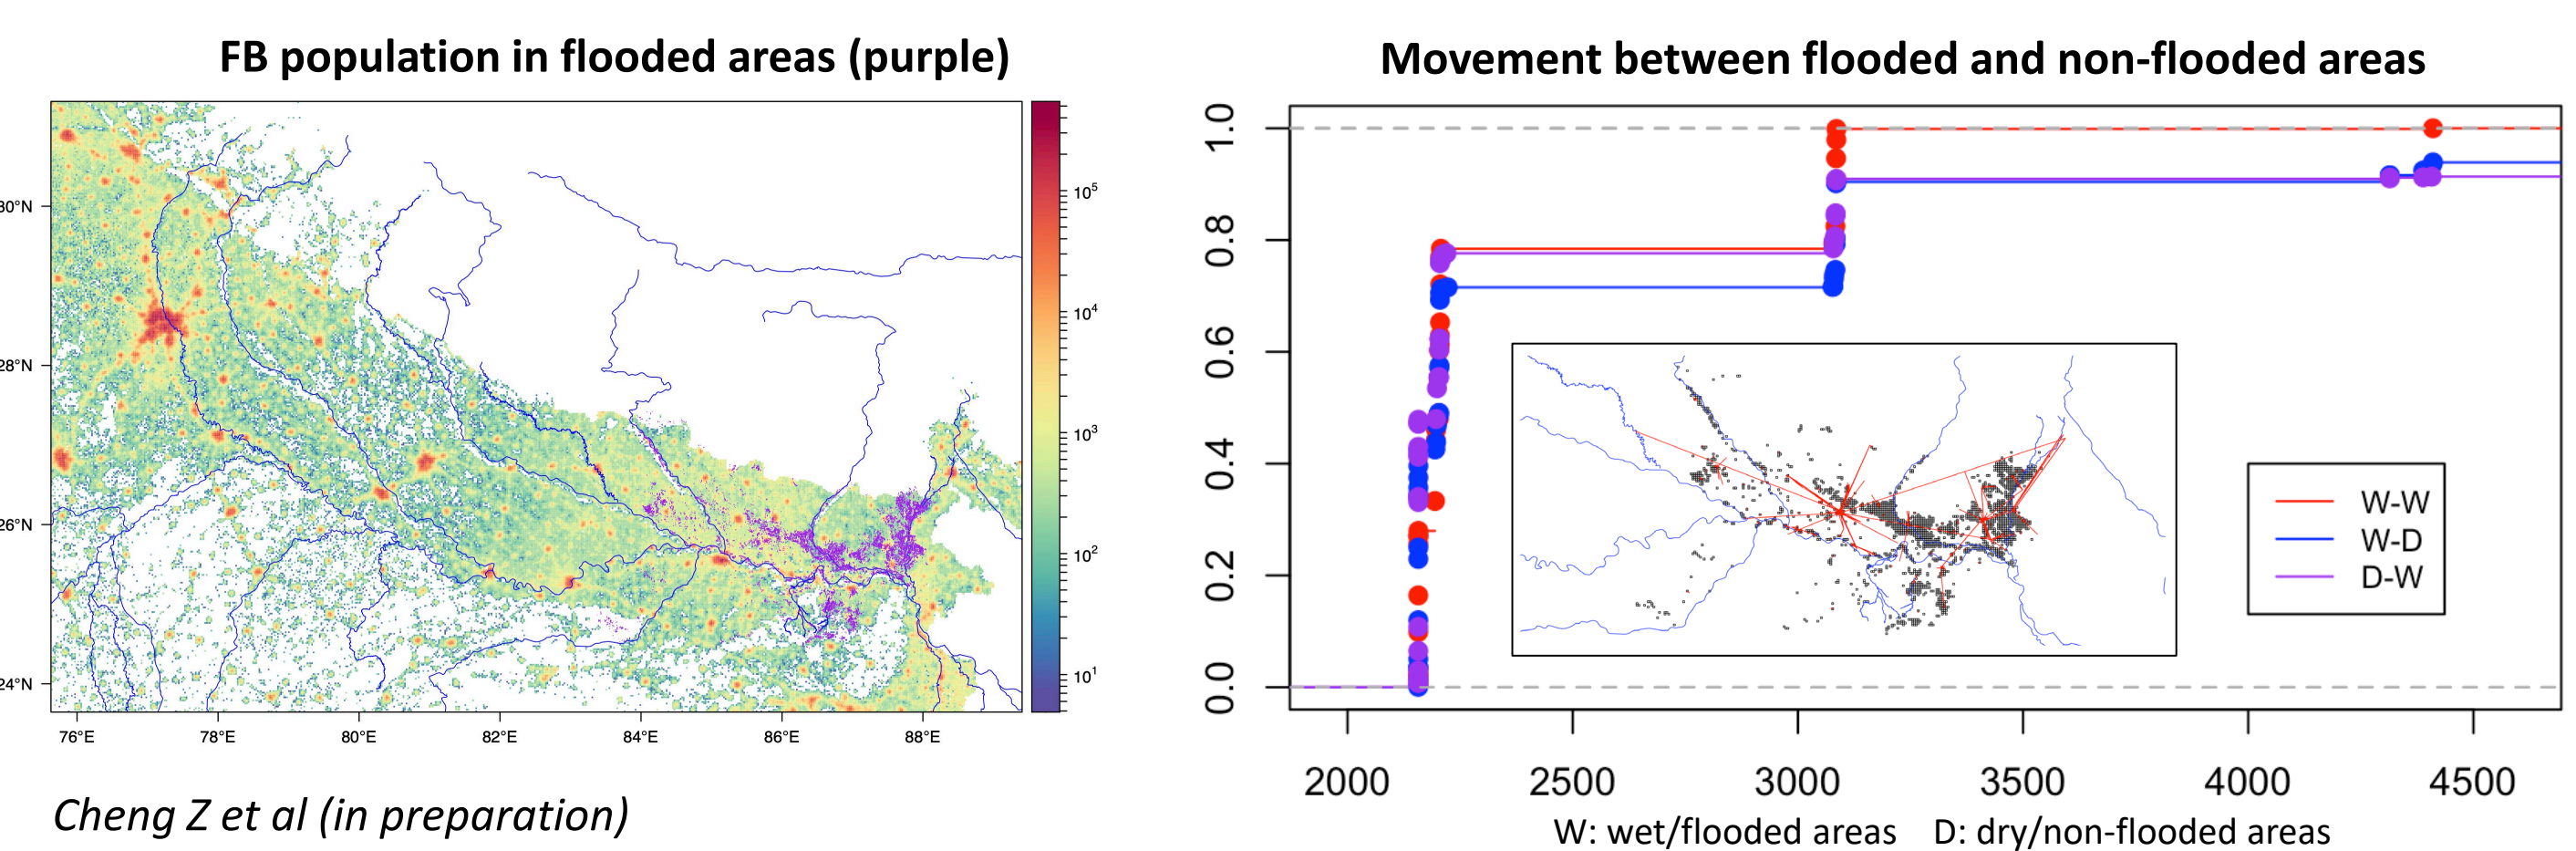 FB population in flooded areas (purple)
30°N
28°N
26°N
24°N
76°E 78°E 80°E 82°E 84°E 86°E 88°E
10⁵
10⁴
10³
10²
10¹
Cheng Z et al (in preparation)
Movement between flooded and non-flooded areas
1.0
0.8
0.6
0.4
0.2
0.0
W-W
W-D
D-W
2000 2500 3000 3500 4000 4500
W: wet/flooded areas D: dry/non-flooded areas